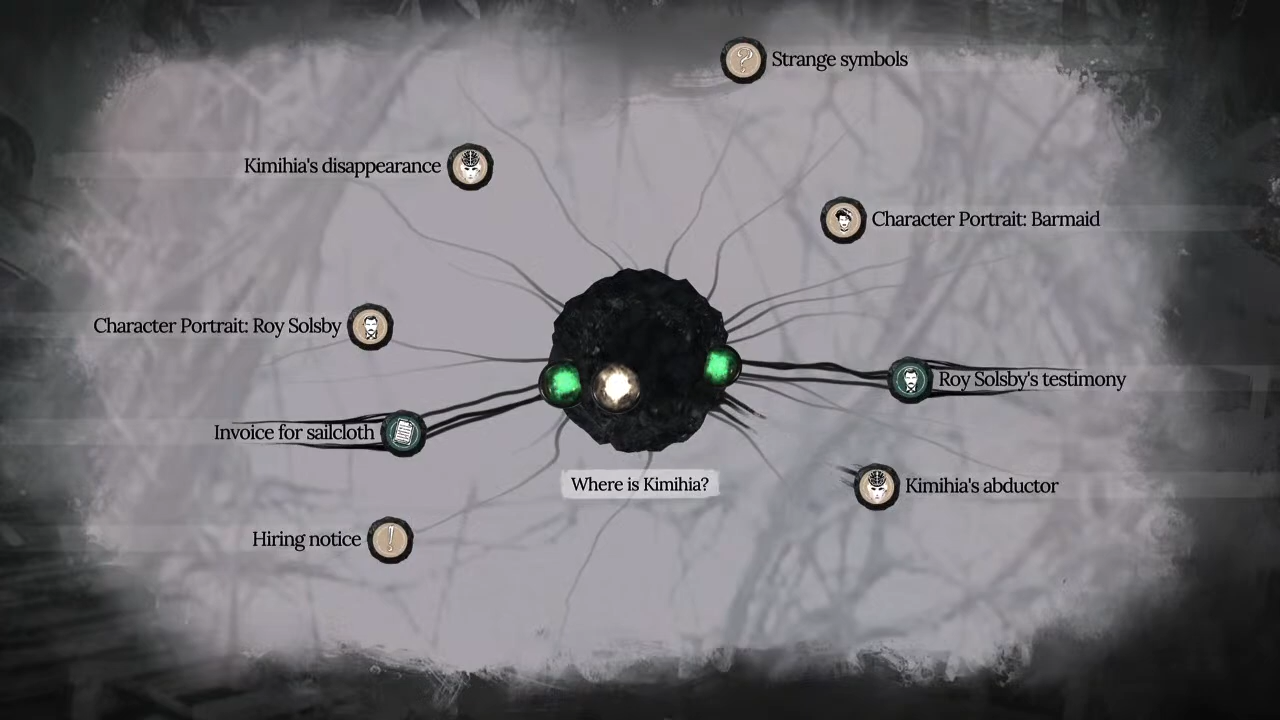 Strange symbols
Kimihia's disappearance
Character Portrait: Barmaid
Character Portrait: Roy Solsby
Roy Solsby's testimony
Invoice for sailcloth
Where is Kimihia?
Kimihia's abductor
Hiring notice